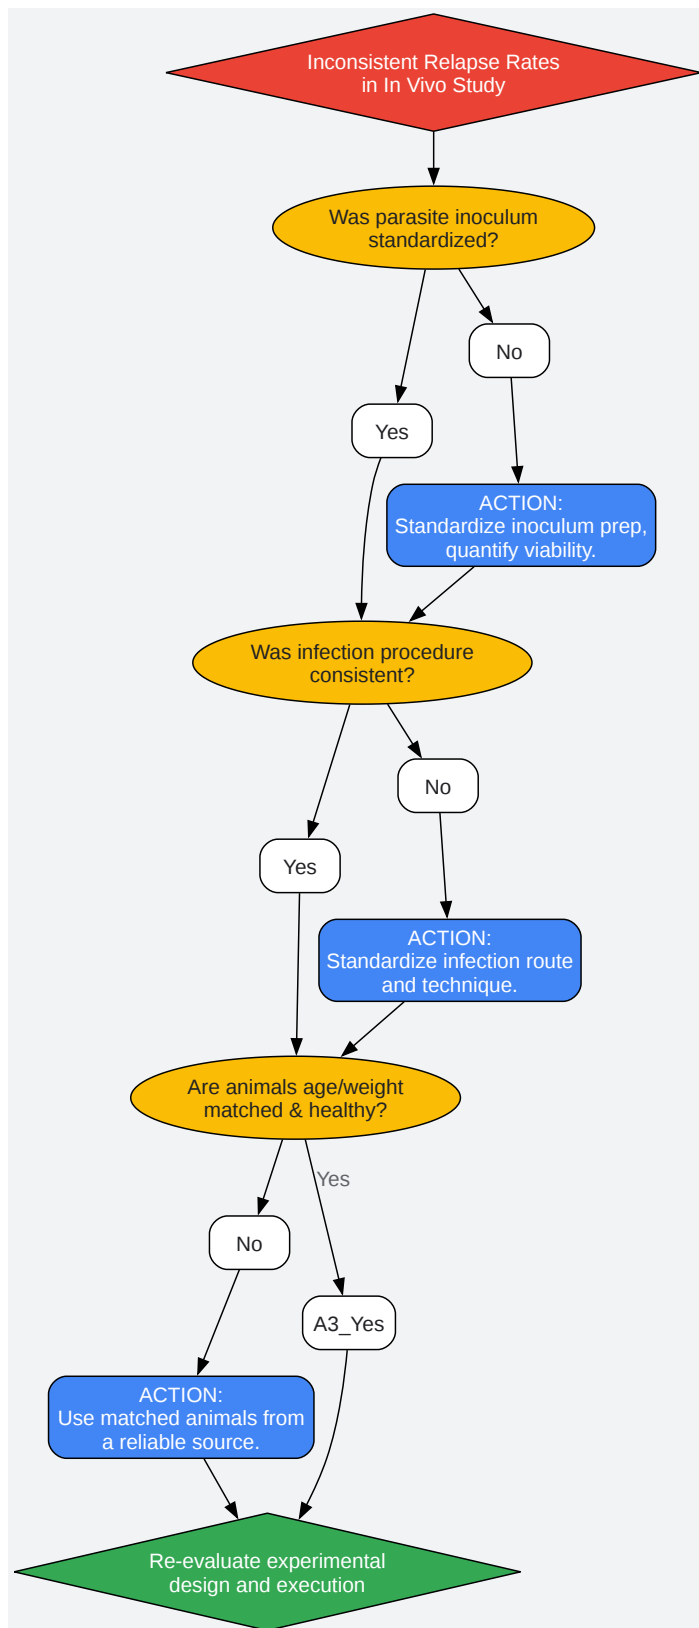 Inconsistent Relapse Rates
in In Vivo Study
Was parasite inoculum
standardized?
No
Yes
ACTION:
Standardize inoculum prep,
quantify viability.
Was infection procedure
consistent?
No
Yes
ACTION:
Standardize infection route
and technique.
Are animals age/weight
matched & healthy?
Yes
No
A3_Yes
ACTION:
Use matched animals from
a reliable source.
Re-evaluate experimental
design and execution